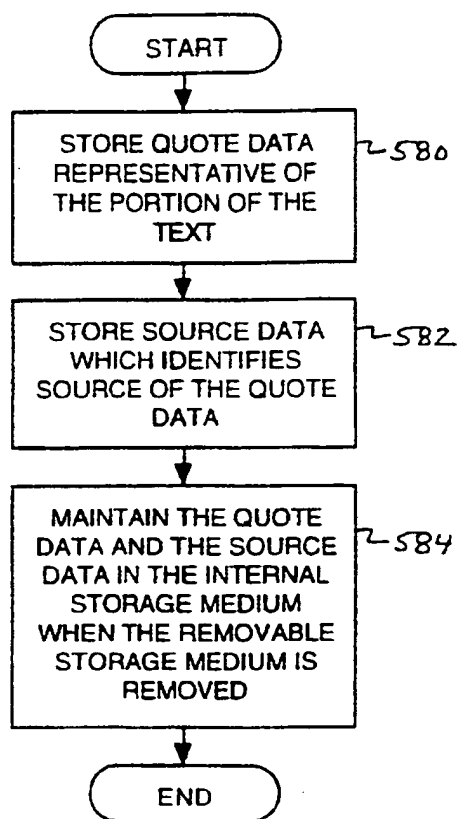 START
STORE QUOTE DATA
REPRESENTATIVE OF
THE PORTION OF THE
TEXT
580
STORE SOURCE DATA
WHICH IDENTIFIES
SOURCE OF THE QUOTE
DATA
582
MAINTAIN THE QUOTE
DATA AND THE SOURCE
DATA IN THE INTERNAL
STORAGE MEDIUM
WHEN THE REMOVABLE
STORAGE MEDIUM IS
REMOVED
584
END